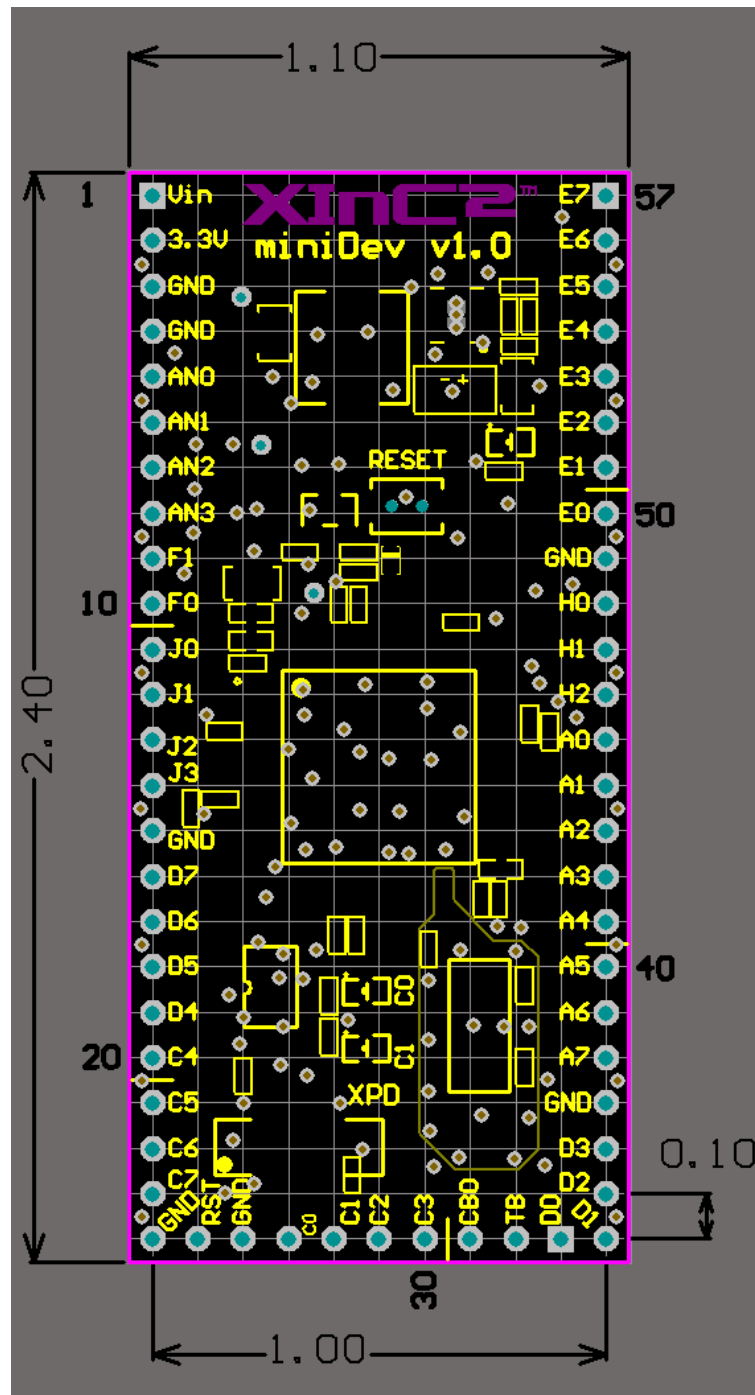 1.10
1
Vin
XInC2™
E7
57
3.3V
miniDev v1.0
E6
GND
E5
GND
E4
AN0
- +
E3
AN1
E2
AN2
RESET
E1
AN3
E0
50
F1
GND
10
F0
H0
J0
H1
J1
H2
J2
A0
J3
A1
GND
A2
D7
A3
D6
A4
D5
A5
40
D4
C0
A6
20
C4
C1
A7
C5
XPD
GND
C6
D3
C7
D2
0.10
GND
RST
GND
C0
C1
C2
C3
CB0
TB
D0
D1
30
2.40
1.00